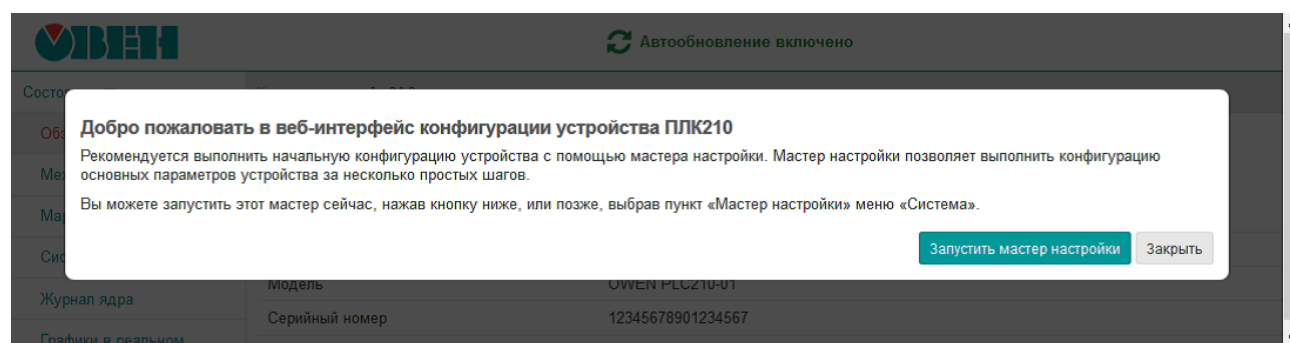 ОВЕН
Автообновление включено
Добро пожаловать в веб-интерфейс конфигурации устройства ПЛК210
Рекомендуется выполнить начальную конфигурацию устройства с помощью мастера настройки. Мастер настройки позволяет выполнить конфигурацию
основных параметров устройства за несколько простых шагов.
Вы можете запустить этот мастер сейчас, нажав кнопку ниже, или позже, выбрав пункт «Мастер настройки» меню «Система».
Запустить мастер настройки Закрыть
Модель OWEN PLC210-01
Журнал ядра
Серийный номер 12345678901234567
Графики в реальном